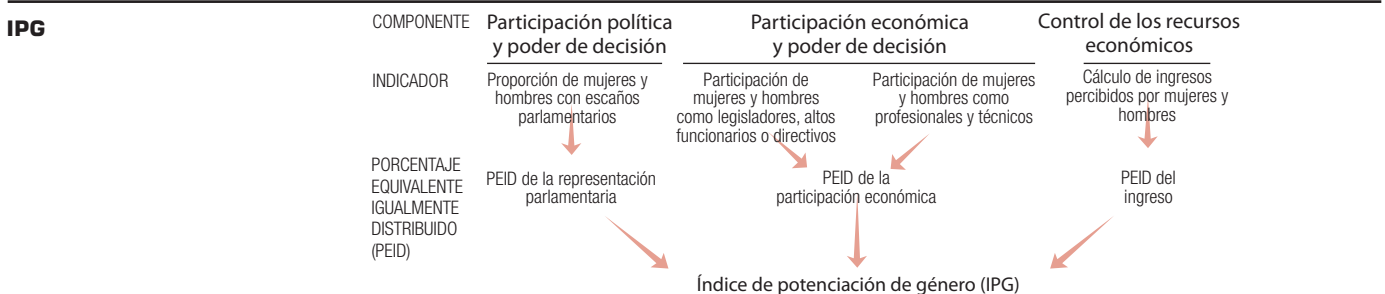 IPG
COMPONENTE
Participación política
y poder de decisión
Participación económica
y poder de decisión
Control de los recursos
económicos
INDICADOR
Proporción de mujeres y
hombres con escaños
parlamentarios
Participación de
mujeres y hombres
como legisladores, altos
funcionarios o directivos
Participación de mujeres
y hombres como
profesionales y técnicos
Cálculo de ingresos
percibidos por mujeres y
hombres
PORCENTAJE
EQUIVALENTE
IGUALMENTE
DISTRIBUIDO
(PEID)
PEID de la representación
parlamentaria
PEID de la
participación económica
PEID del
ingreso
Índice de potenciación de género (IPG)